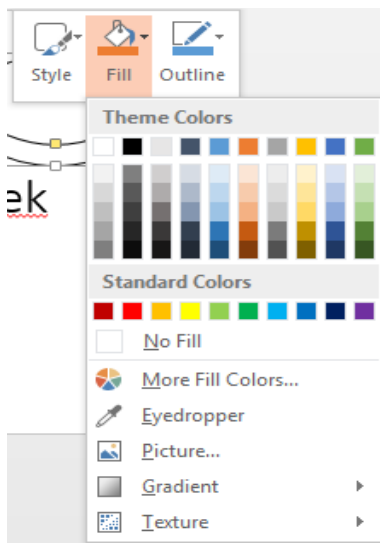 Style Fill Outline
Theme Colors
ek
Standard Colors
No Fill
More Fill Colors...
Eyedropper
Picture...
Gradient
Texture